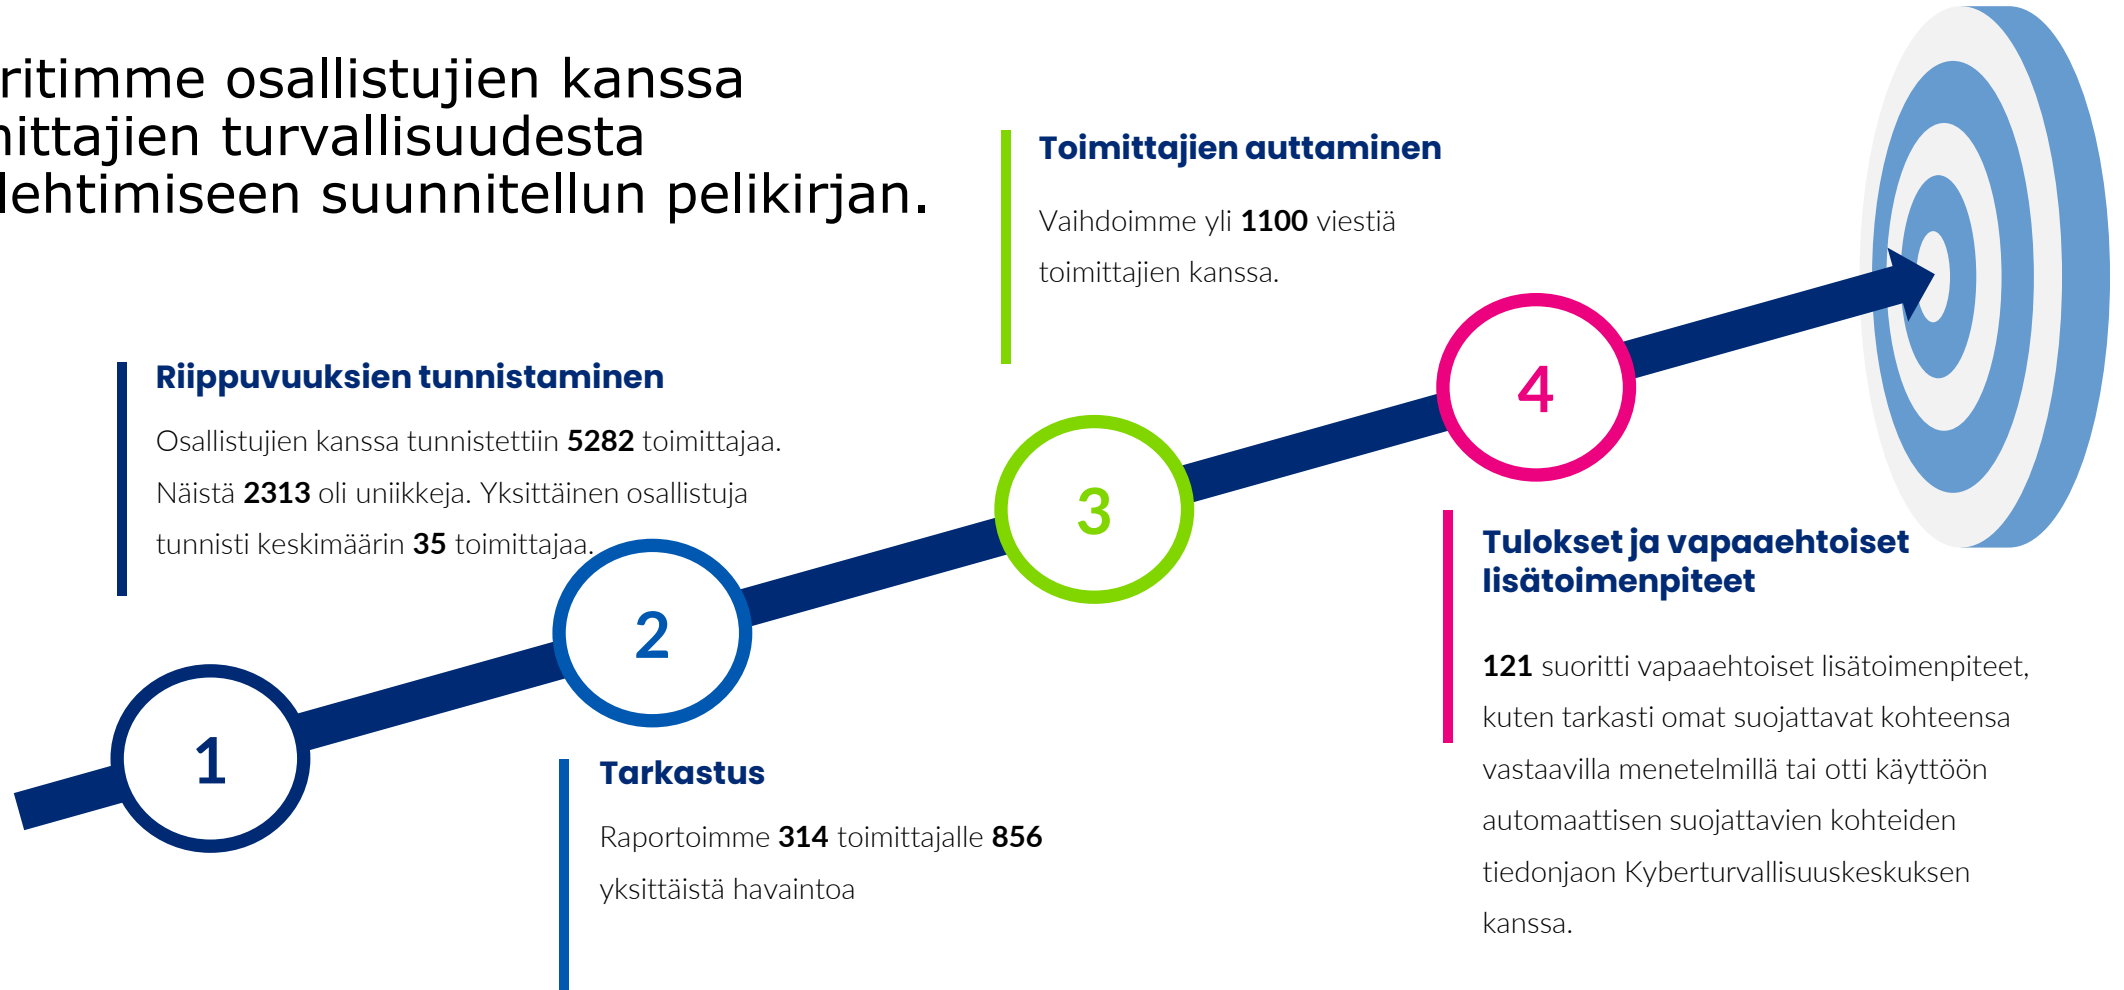 ritimme osallistujien kanssa
mittajien turvallisuudesta
lehtimiseen suunnitellun pelikirjan.
Riippuvuuksien tunnistaminen
Osallistujien kanssa tunnistettiin 5282 toimittajaa.
Näistä 2313 oli uniikkeja. Yksittäinen osallistuja
tunnisti keskimäärin 35 toimittajaa.
1
2
Tarkastus
Raportoimme 314 toimittajalle 856
yksittäistä havaintoa
Toimittajien auttaminen
Vaihdoimme yli 1100 viestiä
toimittajien kanssa.
3
4
Tulokset ja vapaaehtoiset
lisätoimenpiteet
121 suoritti vapaaehtoiset lisätoimenpiteet,
kuten tarkasti omat suojattavat kohteensa
vastaavilla menetelmillä tai otti käyttöön
automaattisen suojattavien kohteiden
tiedonjaon Kyberturvallisuuskeskuksen
kanssa.